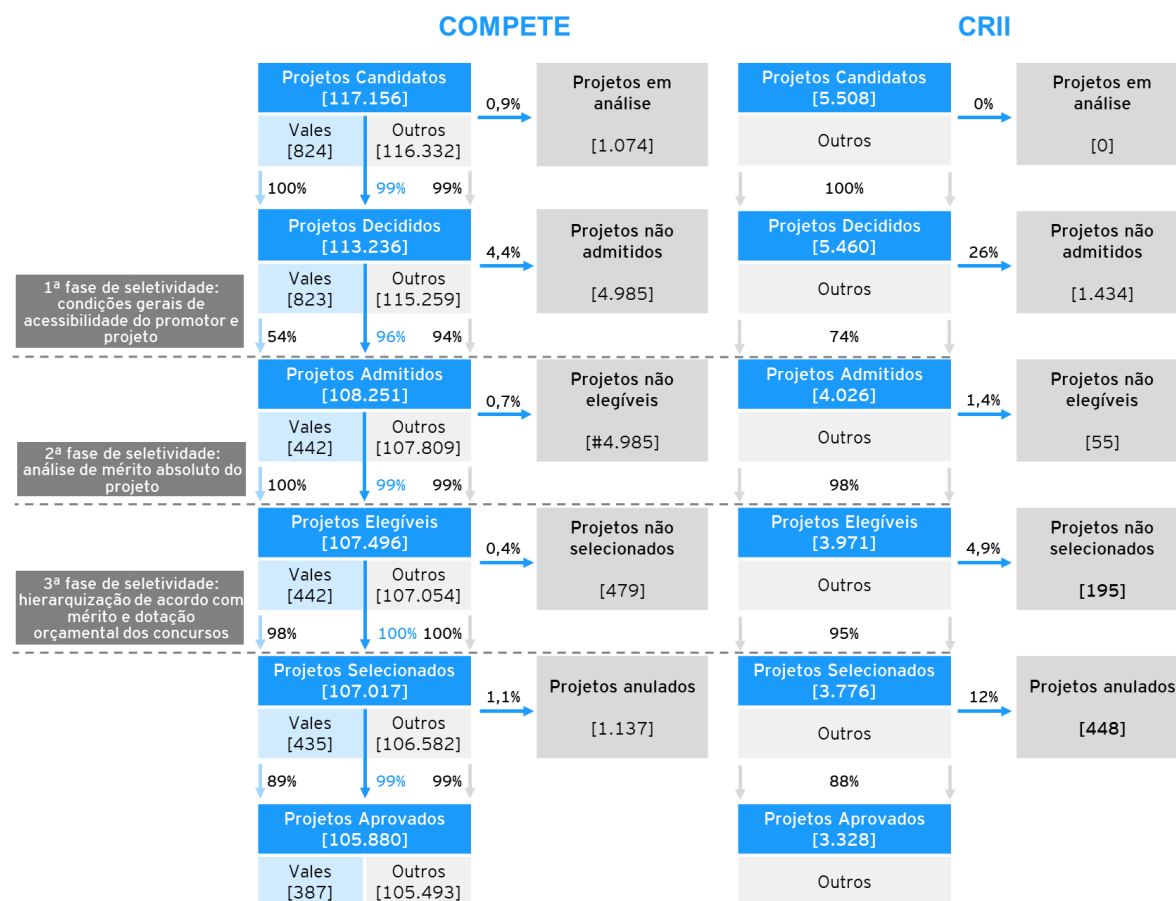 COMPETE
CRII
Projetos Candidatos
[117.156]
0,9%
Projetos em
análise
[1.074]
Vales
[824]
Outros
[116.332]
100%
99%
99%
Projetos Candidatos
[5.508]
0%
Projetos em
análise
[0]
Outros
100%
1ª fase de seletividade:
condições gerais de
acessibilidade do promotor e
projeto
Projetos Decididos
[113.236]
4,4%
Projetos não
admitidos
[4.985]
Vales
[823]
Outros
[115.259]
54%
96%
94%
Projetos Decididos
[5.460]
26%
Projetos não
admitidos
[1.434]
Outros
74%
2ª fase de seletividade:
análise de mérito absoluto do
projeto
Projetos Admitidos
[108.251]
0,7%
Projetos não
elegíveis
[#4.985]
Vales
[442]
Outros
[107.809]
100%
99%
99%
Projetos Admitidos
[4.026]
1,4%
Projetos não
elegíveis
[55]
Outros
98%
3ª fase de seletividade:
hierarquização de acordo com
mérito e dotação
orçamental dos concursos
Projetos Elegíveis
[107.496]
0,4%
Projetos não
selecionados
[479]
Vales
[442]
Outros
[107.054]
98%
100%
100%
Projetos Elegíveis
[3.971]
4,9%
Projetos não
selecionados
[195]
Outros
95%
Projetos Selecionados
[107.017]
1,1%
Projetos anulados
[1.137]
Vales
[435]
Outros
[106.582]
89%
99%
99%
Projetos Selecionados
[3.776]
12%
Projetos anulados
[448]
Outros
88%
Projetos Aprovados
[105.880]
Vales
[387]
Outros
[105.493]
Projetos Aprovados
[3.328]
Outros